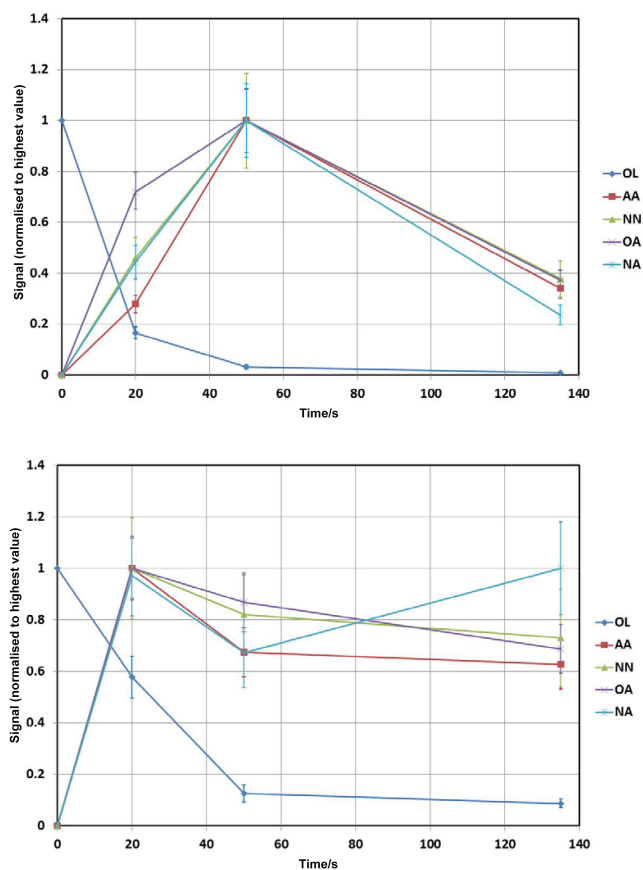 1.4
1.2
1
0.8
0.6
0.4
0.2
0
Signal (normalised to highest value)
0 20 40 60 80 100 120 140
Time/s
OL
AA
NN
OA
NA
1.4
1.2
1
0.8
0.6
0.4
0.2
0
Signal (normalised to highest value)
0 20 40 60 80 100 120 140
Time/s
OL
AA
NN
OA
NA